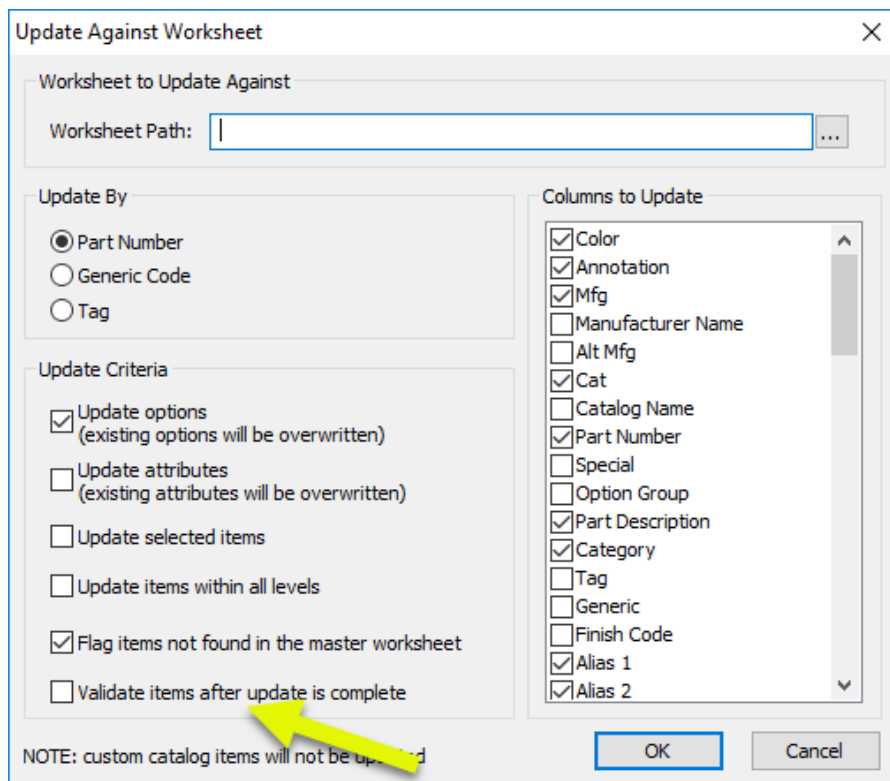 Update Against Worksheet
Worksheet to Update Against
Worksheet Path:
...
Update By
Part Number
Generic Code
Tag
Update Criteria
Update options
(existing options will be overwritten)
Update attributes
(existing attributes will be overwritten)
Update selected items
Update items within all levels
Flag items not found in the master worksheet
Validate items after update is complete
Columns to Update
Color
Annotation
Mfg
Manufacturer Name
Alt Mfg
Cat
Catalog Name
Part Number
Special
Option Group
Part Description
Category
Tag
Generic
Finish Code
Alias 1
Alias 2
NOTE: custom catalog items will not be updated
OK
Cancel